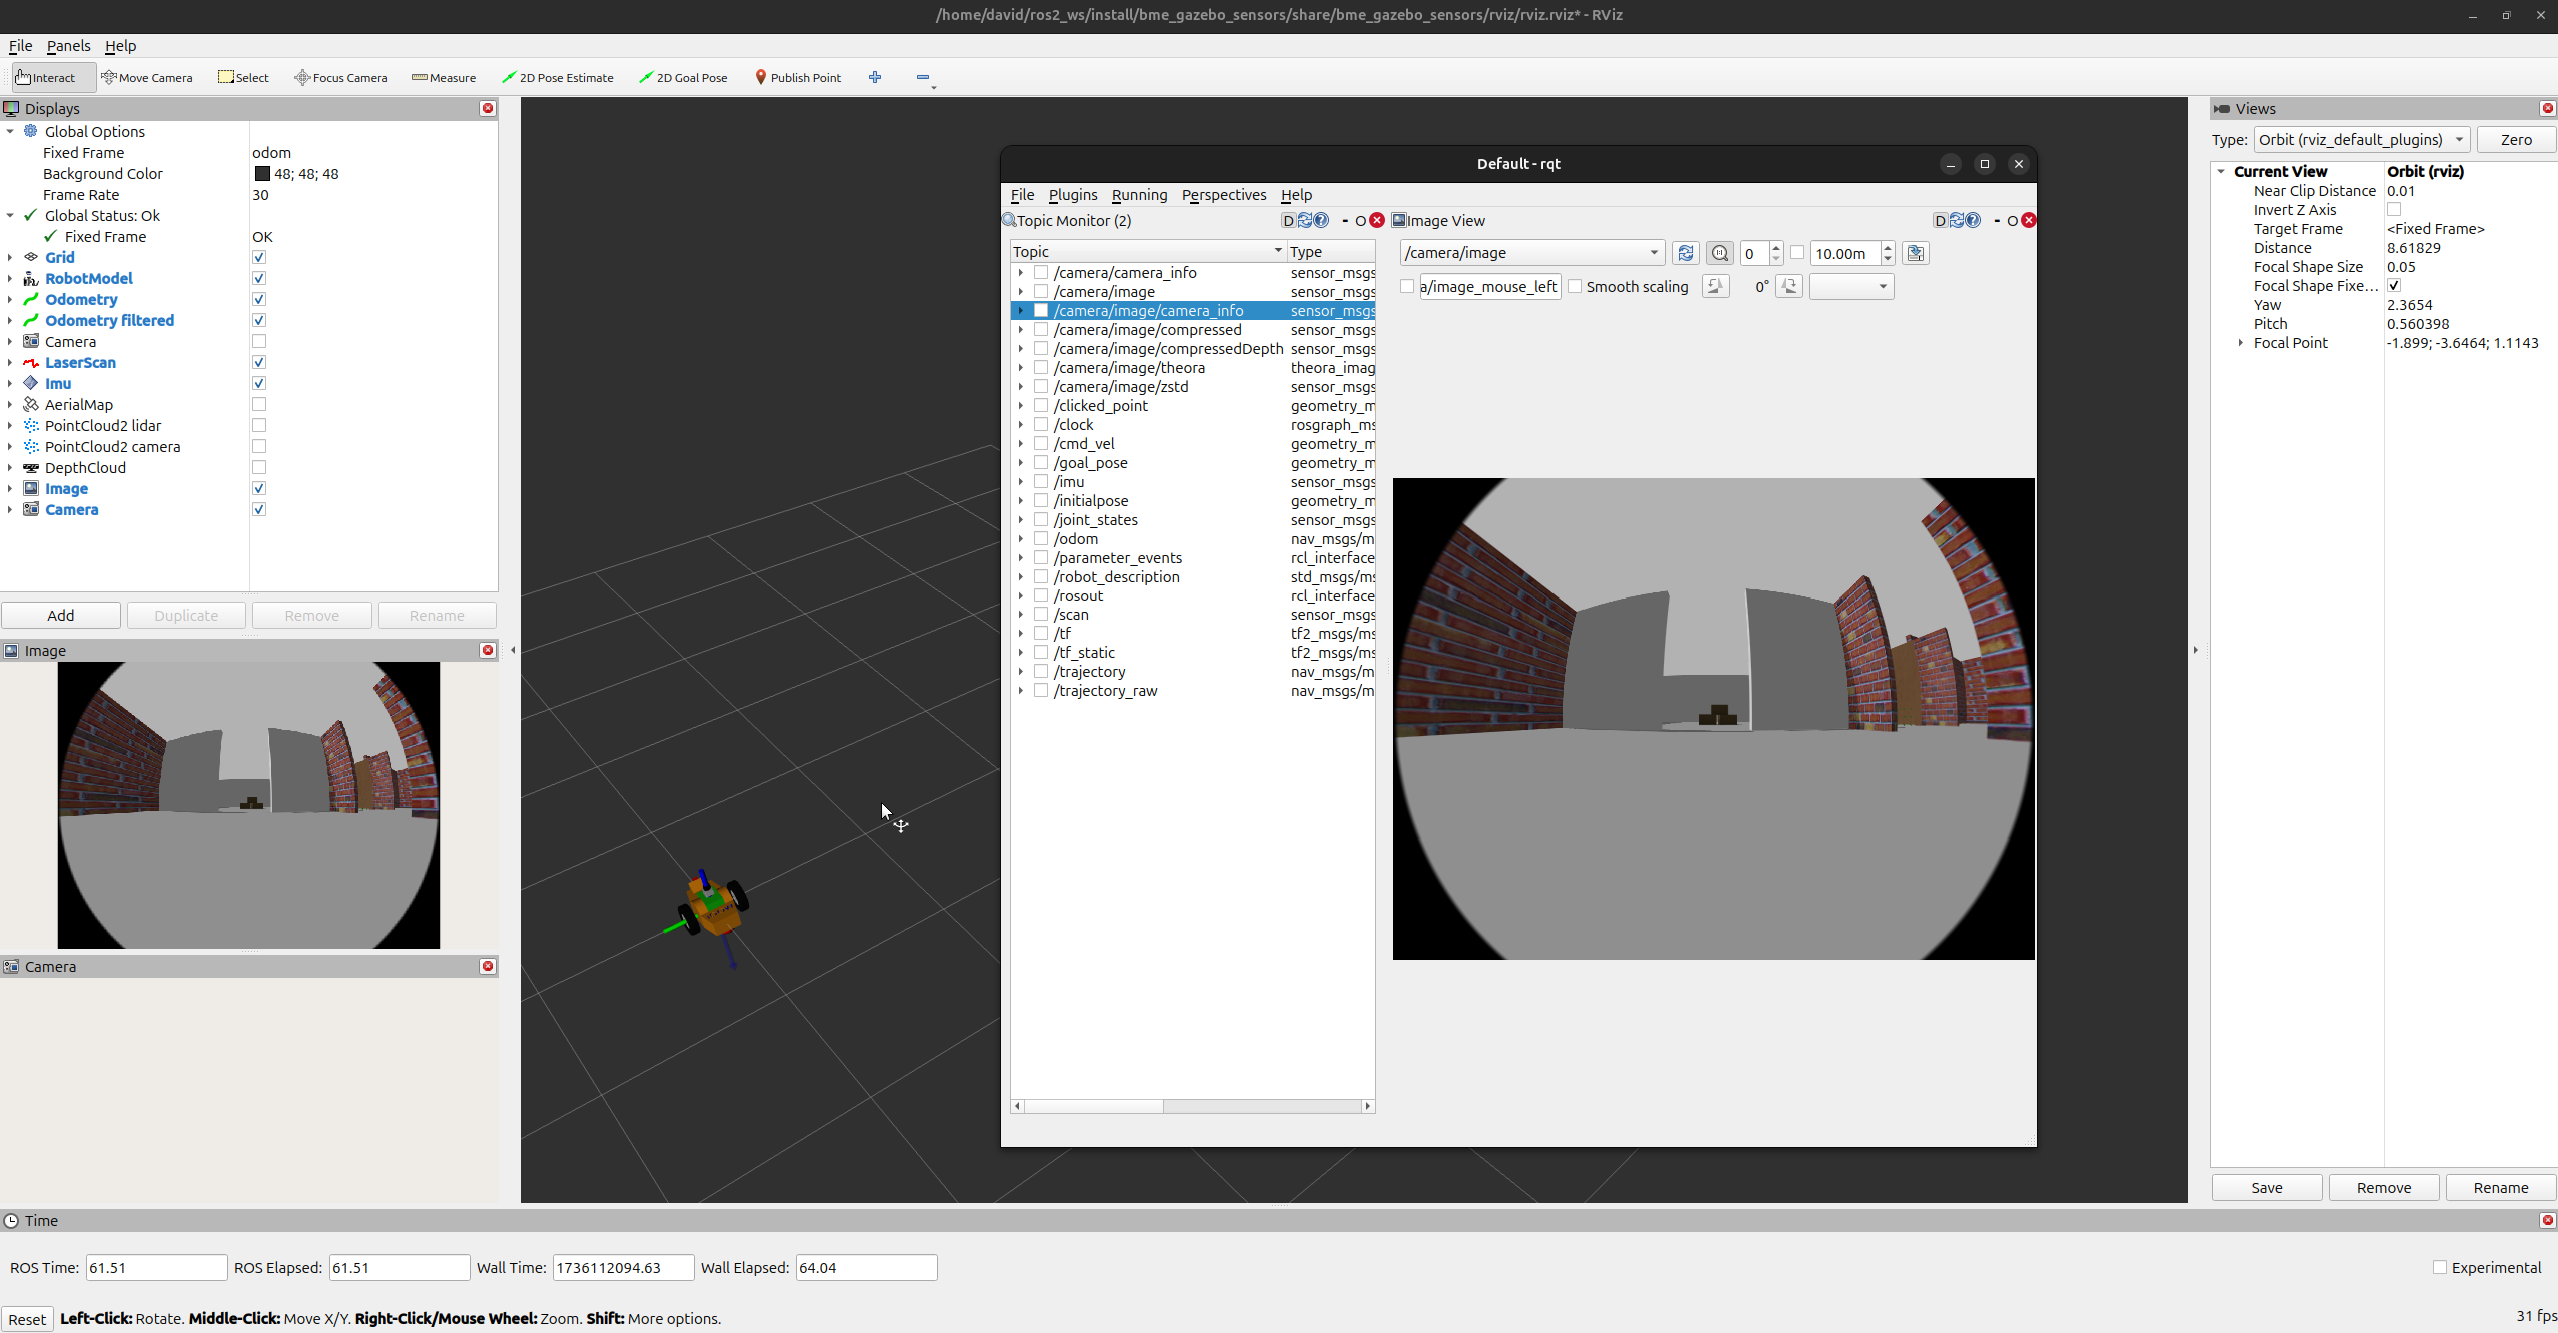 /home/david/ros2_ws/install/bme_gazebo_sensors/share/bme_gazebo_sensors/rviz/rviz.rviz* - RViz
File Panels Help
Interact Move Camera Select Focus Camera Measure 2D Pose Estimate 2D Goal Pose Publish Point
Displays
Global Options
Fixed Frame odom
Background Color 48; 48; 48
Frame Rate 30
Global Status: Ok
Fixed Frame OK
Grid
RobotModel
Odometry
Odometry filtered
Camera
LaserScan
Imu
AerialMap
PointCloud2 lidar
PointCloud2 camera
DepthCloud
Image
Camera
Add Duplicate Remove Rename
Image
Camera
Default - rqt
File Plugins Running Perspectives Help
Topic Monitor (2) D - O
Topic Type
/camera/camera_info sensor_msgs
/camera/image sensor_msgs
/camera/image/camera_info sensor_msgs
/camera/image/compressed sensor_msgs
/camera/image/compressedDepth sensor_msgs
/camera/image/theora theora_imag
/camera/image/zstd sensor_msgs
/clicked_point geometry_m
/clock rosgraph_ms
/cmd_vel geometry_m
/goal_pose geometry_m
/imu sensor_msgs
/initialpose geometry_m
/joint_states sensor_msgs
/odom nav_msgs/m
/parameter_events rcl_interface
/robot_description std_msgs/ms
/rosout rcl_interface
/scan sensor_msgs
/tf tf2_msgs/ms
/tf_static tf2_msgs/ms
/trajectory nav_msgs/m
/trajectory_raw nav_msgs/m
Image View D - O
/camera/image 0 10.00m
a/image_mouse_left Smooth scaling 0°
Views
Type: Orbit (rviz_default_plugins) Zero
Current View Orbit (rviz)
Near Clip Distance 0.01
Invert Z Axis
Target Frame <Fixed Frame>
Distance 8.61829
Focal Shape Size 0.05
Focal Shape Fixe...
Yaw 2.3654
Pitch 0.560398
Focal Point -1.899; -3.6464; 1.1143
Save Remove Rename
Time
ROS Time: 61.51 ROS Elapsed: 61.51 Wall Time: 1736112094.63 Wall Elapsed: 64.04 Experimental
Reset Left-Click: Rotate. Middle-Click: Move X/Y. Right-Click/Mouse Wheel: Zoom. Shift: More options. 31 fps